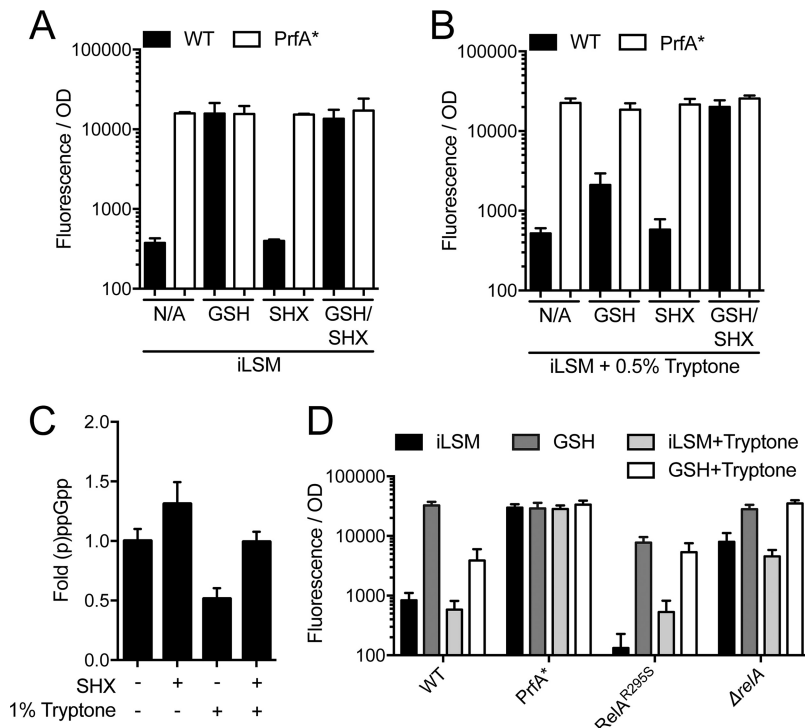 A
WT PrfA*
100000
10000
1000
100
Fluorescence / OD
N/A GSH SHX GSH/
SHX
iLSM
B
WT PrfA*
100000
10000
1000
100
Fluorescence / OD
N/A GSH SHX GSH/
SHX
iLSM + 0.5% Tryptone
C
2.0
1.5
1.0
0.5
0.0
Fold (p)ppGpp
SHX - + - +
1% Tryptone - - + +
D
iLSM GSH iLSM+Tryptone
GSH+Tryptone
100000
10000
1000
100
Fluorescence / OD
WT PrfA* RelA^R295S ΔrelA